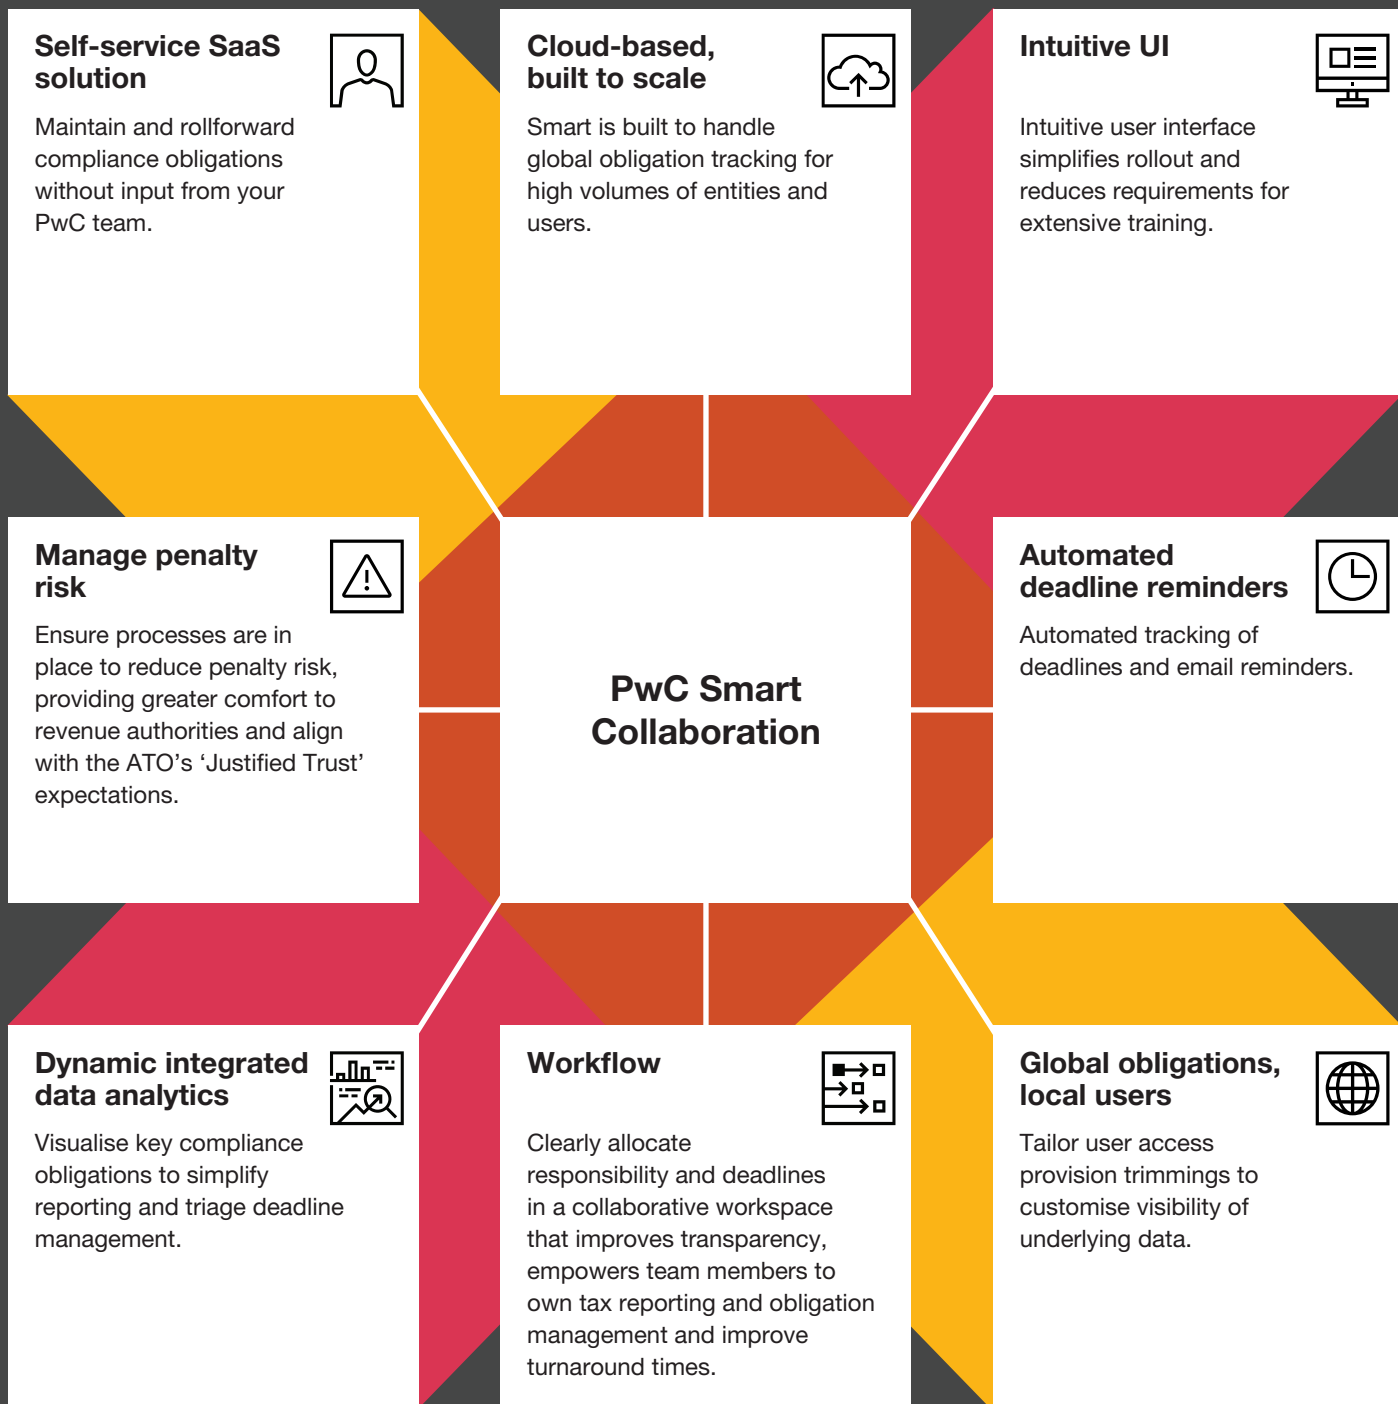 Self-service SaaS
solution
Maintain and rollforward
compliance obligations
without input from your
PwC team.
Cloud-based,
built to scale
Smart is built to handle
global obligation tracking for
high volumes of entities and
users.
Intuitive UI
Intuitive user interface
simplifies rollout and
reduces requirements for
extensive training.
Manage penalty
risk
Ensure processes are in
place to reduce penalty risk,
providing greater comfort to
revenue authorities and align
with the ATO’s ‘Justified Trust’
expectations.
PwC Smart
Collaboration
Automated
deadline reminders
Automated tracking of
deadlines and email reminders.
Dynamic integrated
data analytics
Visualise key compliance
obligations to simplify
reporting and triage deadline
management.
Workflow
Clearly allocate
responsibility and deadlines
in a collaborative workspace
that improves transparency,
empowers team members to
own tax reporting and obligation
management and improve
turnaround times.
Global obligations,
local users
Tailor user access
provision trimmings to
customise visibility of
underlying data.